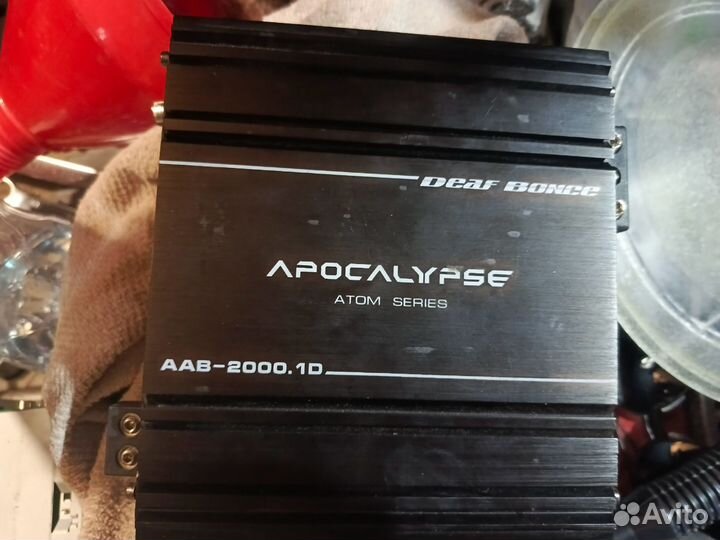 Deaf Bonce
APOCALYPSE
ATOM SERIES
AAB-2000.1D
Avito